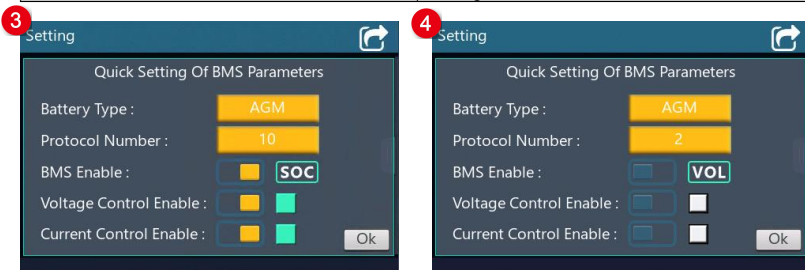 3
Setting
Quick Setting Of BMS Parameters
Battery Type : AGM
Protocol Number : 10
BMS Enable : SOC
Voltage Control Enable :
Current Control Enable :
Ok
4
Setting
Quick Setting Of BMS Parameters
Battery Type : AGM
Protocol Number : 2
BMS Enable : VOL
Voltage Control Enable :
Current Control Enable :
Ok